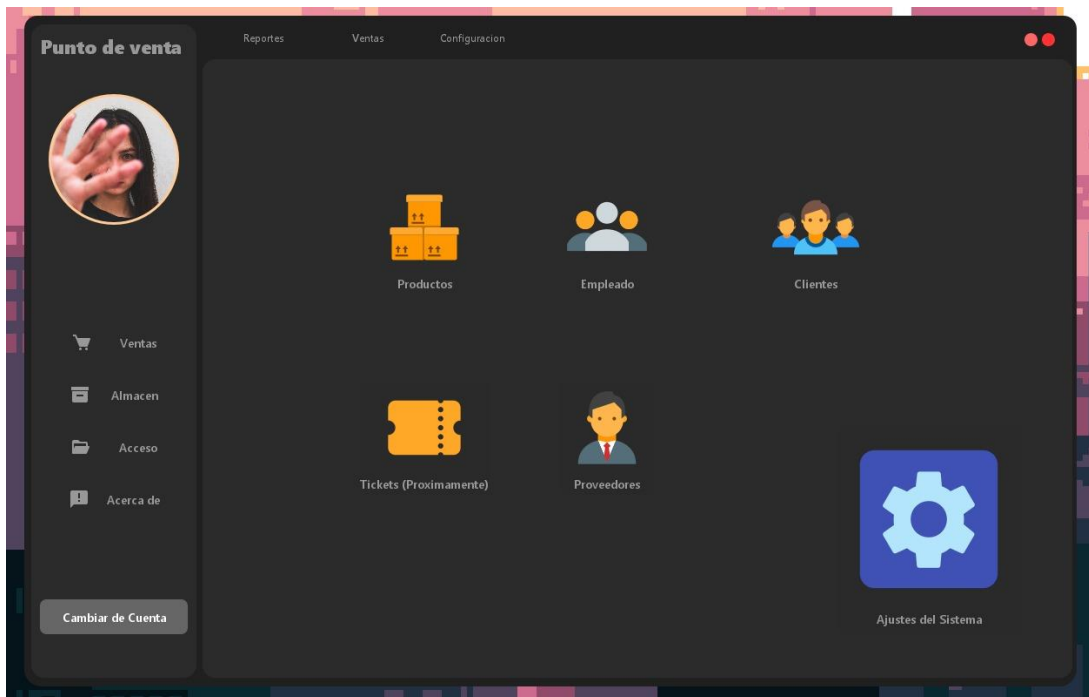 Punto de venta
Reportes
Ventas
Configuracion
Productos
Empleado
Clientes
Ventas
Almacen
Acceso
Acerca de
Tickets (Proximamente)
Proveedores
Cambiar de Cuenta
Ajustes del Sistema